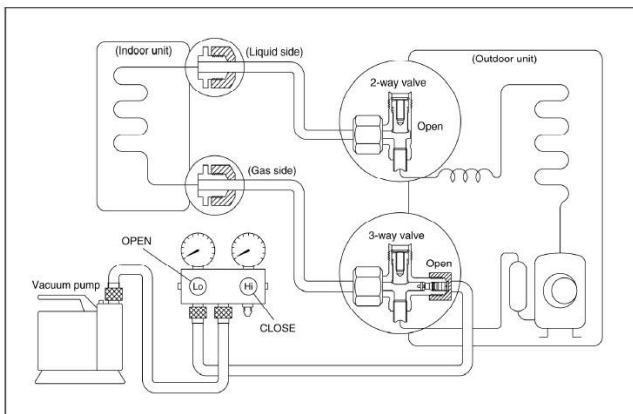 (Indoor unit)
(Liquid side)
(Outdoor unit)
2-way valve
Open
(Gas side)
3-way valve
Open
OPEN
Lo
Hi
CLOSE
Vacuum pump